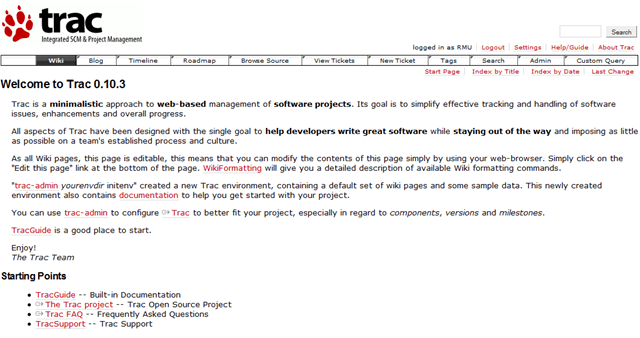 trac
Integrated SCM & Project Management
Search
logged in as RMU Logout Settings Help/Guide About Trac
Wiki Blog Timeline Roadmap Browse Source View Tickets New Ticket Tags Search Admin Custom Query
Start Page Index by Title Index by Date Last Change
Welcome to Trac 0.10.3
Trac is a minimalistic approach to web-based management of software projects. Its goal is to simplify effective tracking and handling of software
issues, enhancements and overall progress.
All aspects of Trac have been designed with the single goal to help developers write great software while staying out of the way and imposing as little
as possible on a team's established process and culture.
As all Wiki pages, this page is editable, this means that you can modify the contents of this page simply by using your web-browser. Simply click on the
"Edit this page" link at the bottom of the page. WikiFormatting will give you a detailed description of available Wiki formatting commands.
"trac-admin yourenvdir initenv" created a new Trac environment, containing a default set of wiki pages and some sample data. This newly created
environment also contains documentation to help you get started with your project.
You can use trac-admin to configure Trac to better fit your project, especially in regard to components, versions and milestones.
TracGuide is a good place to start.
Enjoy!
The Trac Team
Starting Points
• TracGuide -- Built-in Documentation
• The Trac project -- Trac Open Source Project
• Trac FAQ -- Frequently Asked Questions
• TracSupport -- Trac Support